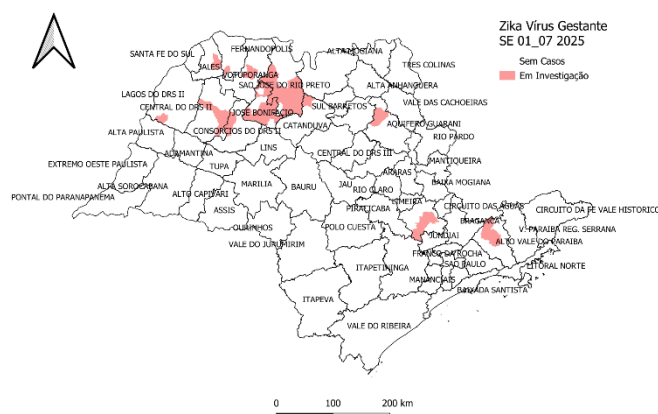 Zika Vírus Gestante
SE 01_07 2025
Sem Casos
Em Investigação
SANTA FE DO SUL
FERNANDOPOLIS
ALTA MOGIANA
JALES
VOTUPORANGA
TRES COLINAS
SAO JOSE DO RIO PRETO
ALTA ANHANGUERA
LAGOS DO DRS II
CENTRAL DO DRS II
SUL BARRETOS
VALE DAS CACHOEIRAS
JOSE BONIFACIO
AQUIFERO GUARANI
ALTA PAULISTA
CONSORCIOS DO DRS II
CATANDUVA
RIO PARDO
LINS
ADAMANTINA
CENTRAL DO DRS III
MANTIQUEIRA
EXTREMO OESTE PAULISTA
TUPA
ARARAS
BAIXA MOGIANA
ALTA SOROCABANA
MARILIA
BAURU
JAU
RIO CLARO
PONTAL DO PARANAPANEMA
ALTO CAPIVARI
LIMEIRA
CIRCUITO DAS AGUAS
ASSIS
PIRACICABA
CIRCUITO DA FE VALE HISTORICO
BRAGANCA
OURINHOS
POLO CUESTA
V. PARAIBA REG. SERRANA
JUNDIAI
VALE DO JURUMIRIM
ALTO VALE DO PARAIBA
FRANCO DA ROCHA
ITAPETININGA
SAO PAULO
LITORAL NORTE
MANANCIAIS
BAIXADA SANTISTA
ITAPEVA
VALE DO RIBEIRA
0 100 200 km